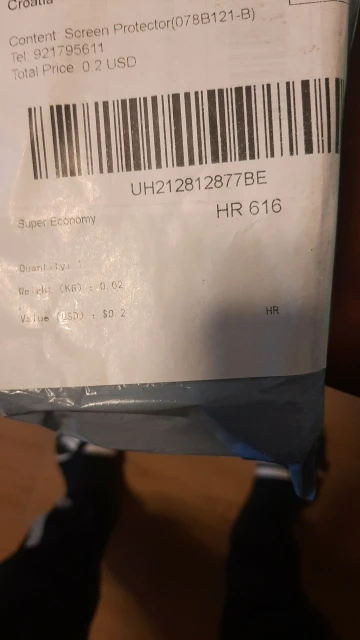 Croatia
Content: Screen Protector(078B121-B)
Tel: 921795611
Total Price: 0.2 USD
UH212812877BE
HR 616
Super Economy
Quantity:
Weight (KG) : 0.02
Value (USD) : $0.2
HR